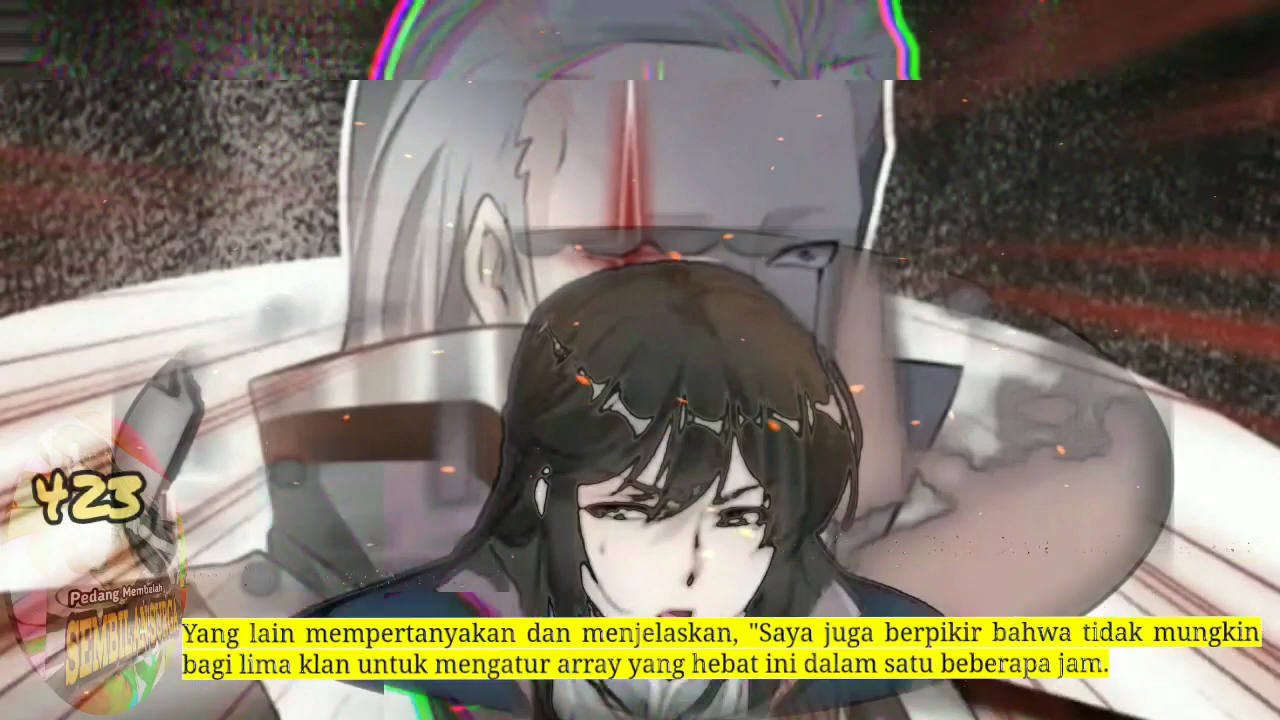 423
Pedang Membelah
SEMBILAN SURGA
Yang lain mempertanyakan dan menjelaskan, "Saya juga berpikir bahwa tidak mungkin
bagi lima klan untuk mengatur array yang hebat ini dalam satu beberapa jam.